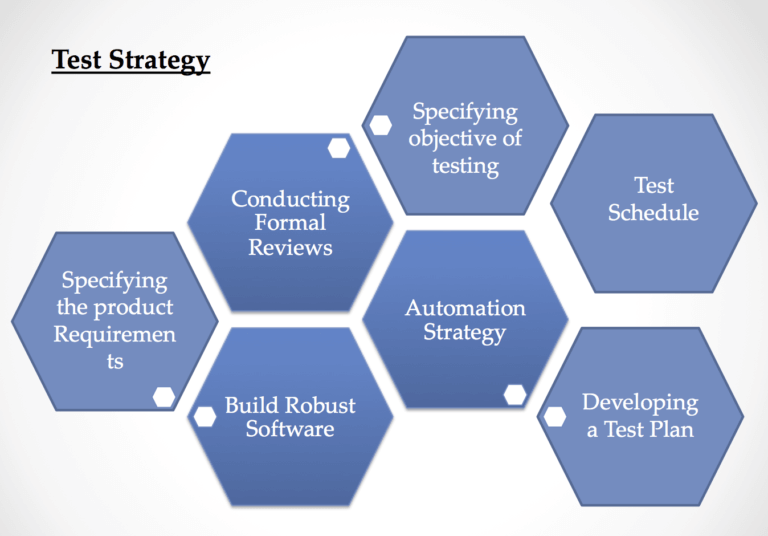 Test Strategy
Specifying
objective of
testing
Test
Schedule
Conducting
Formal
Reviews
Specifying
the product
Requiremen
ts
Automation
Strategy
Build Robust
Software
Developing
a Test Plan